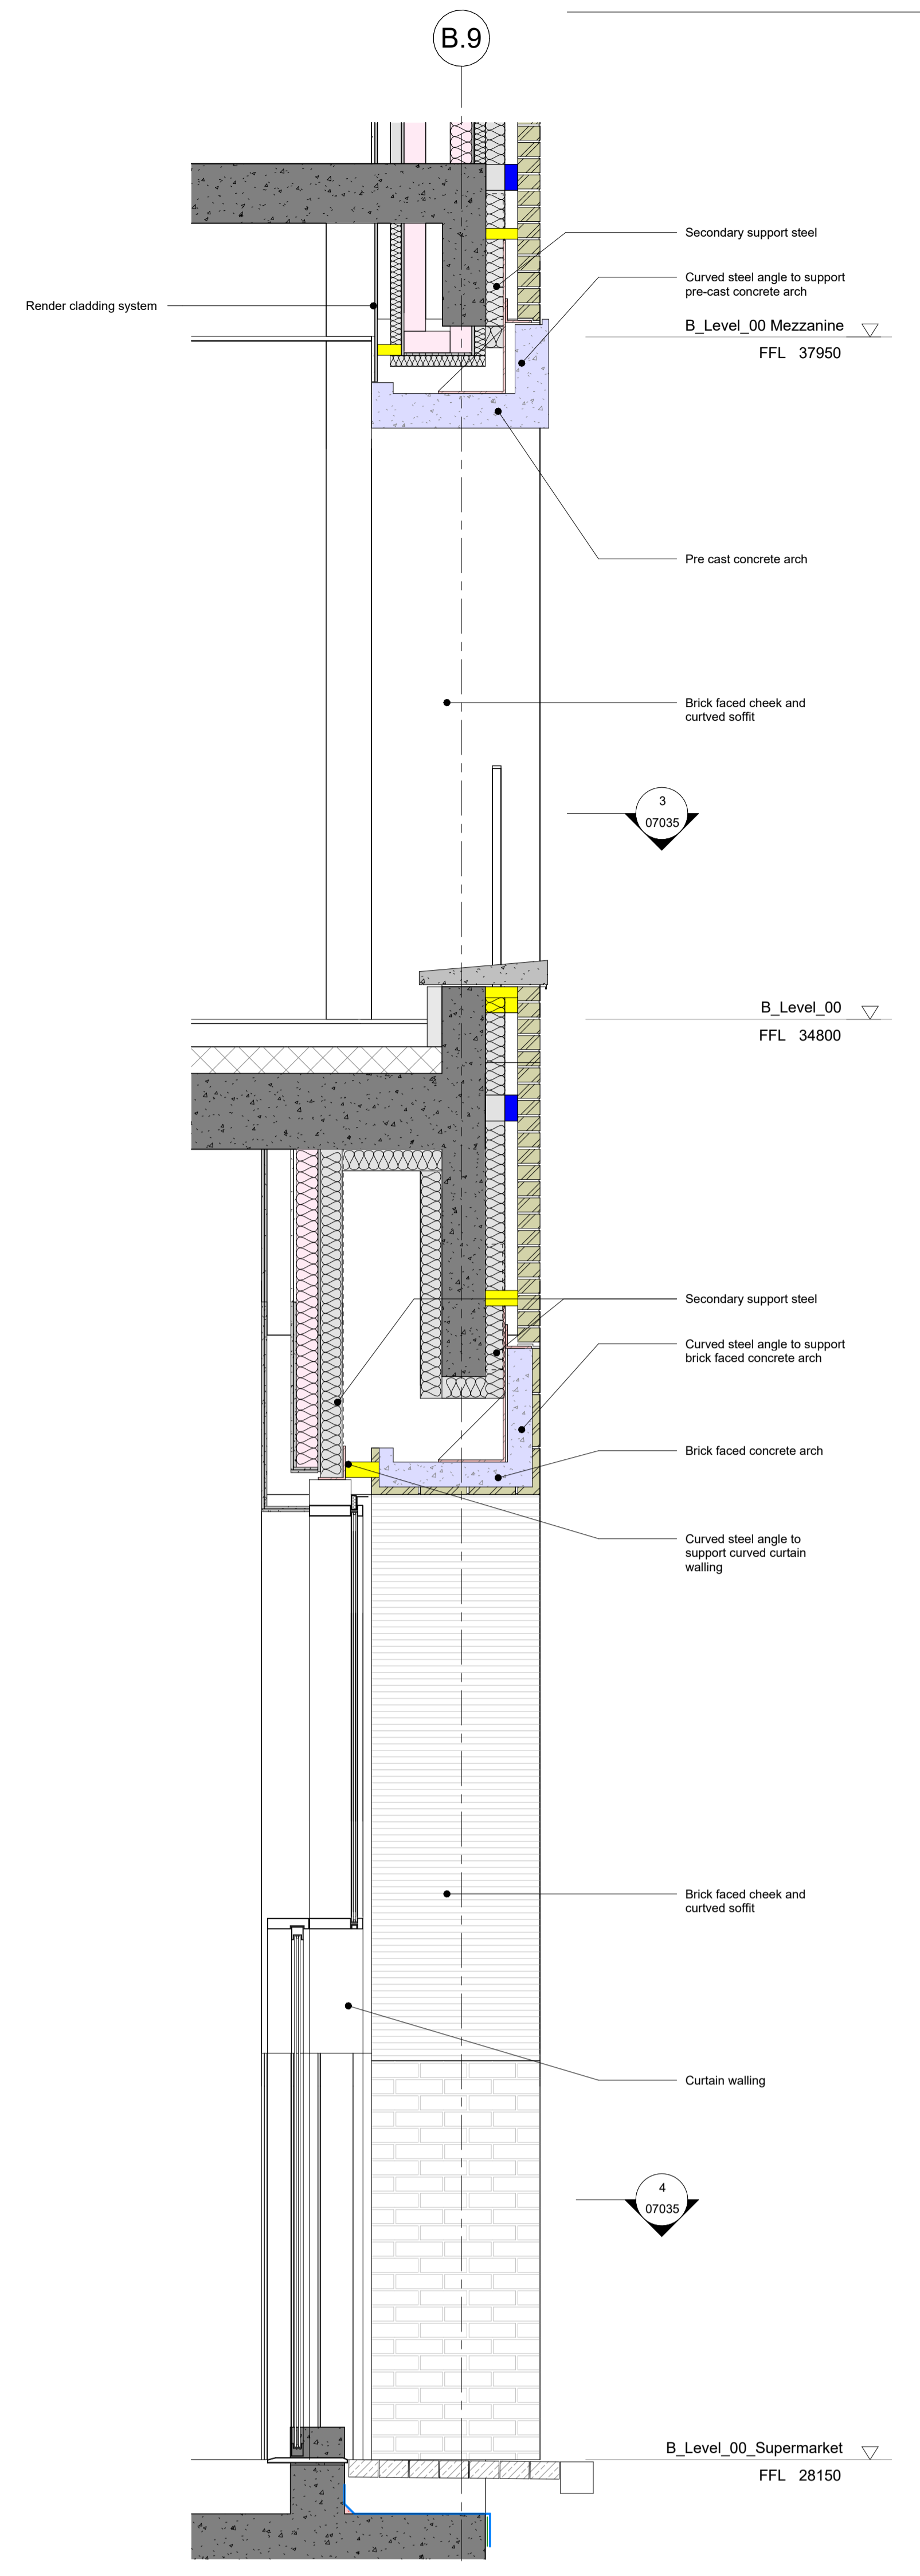 B.9
Secondary support steel
Curved steel angle to support
pre-cast concrete arch
Render cladding system
B_Level_00 Mezzanine
FFL 37950
Pre cast concrete arch
Brick faced cheek and
curtved soffit
3
07035
B_Level_00
FFL 34800
Secondary support steel
Curved steel angle to support
brick faced concrete arch
Brick faced concrete arch
Curved steel angle to
support curved curtain
walling
Brick faced cheek and
curtved soffit
Curtain walling
4
07035
B_Level_00_Supermarket
FFL 28150